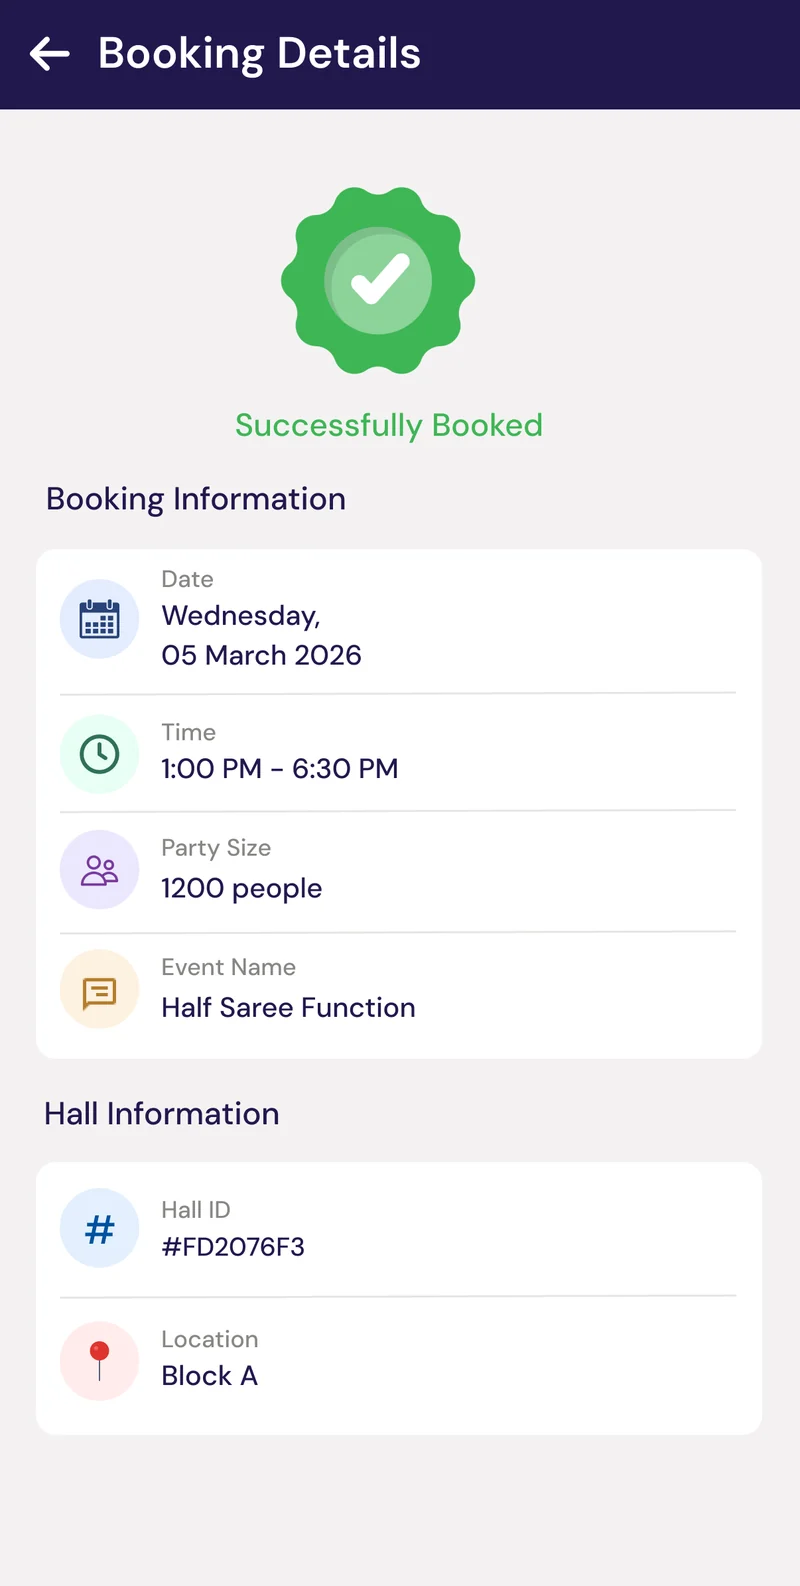 Booking Details
Successfully Booked
Booking Information
Date
Wednesday,
05 March 2026
Time
1:00 PM - 6:30 PM
Party Size
1200 people
Event Name
Half Saree Function
Hall Information
#
Hall ID
#FD2076F3
Location
Block A